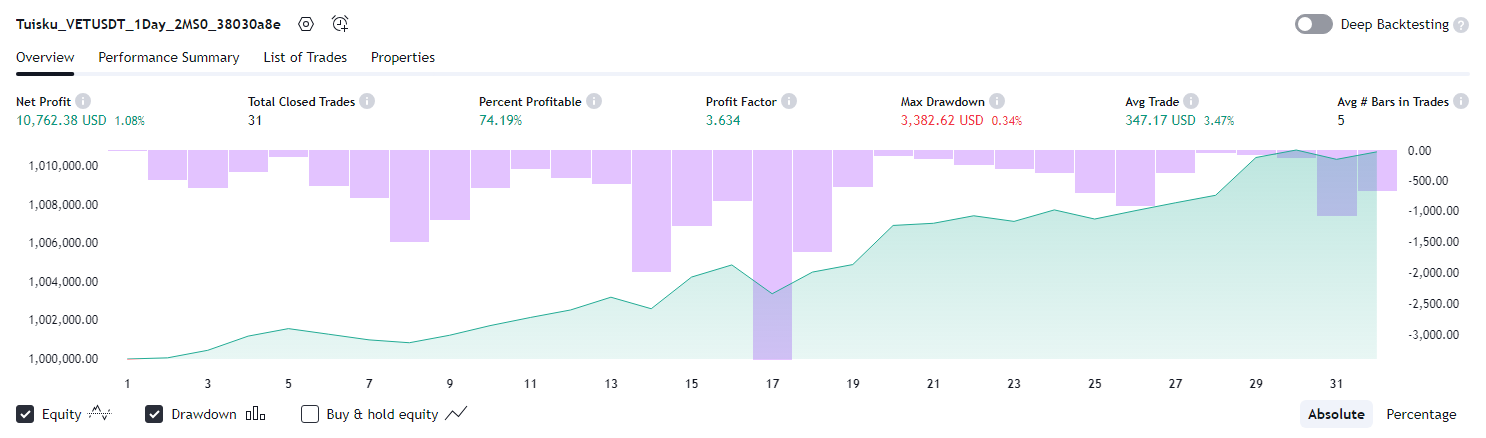 Tuisku_VETUSDT_1Day_2MS0_38030a8e Deep Backtesting ?
Overview Performance Summary List of Trades Properties
Net Profit i Total Closed Trades i Percent Profitable i Profit Factor i Max Drawdown i Avg Trade i Avg # Bars in Trades i
10,762.38 USD 1.08% 31 74.19% 3.634 3,382.62 USD 0.34% 347.17 USD 3.47% 5
1,010,000.00
1,008,000.00
1,006,000.00
1,004,000.00
1,002,000.00
1,000,000.00
0.00
-500.00
-1,000.00
-1,500.00
-2,000.00
-2,500.00
-3,000.00
1 3 5 7 9 11 13 15 17 19 21 23 25 27 29 31
Equity Drawdown Buy & hold equity Absolute Percentage